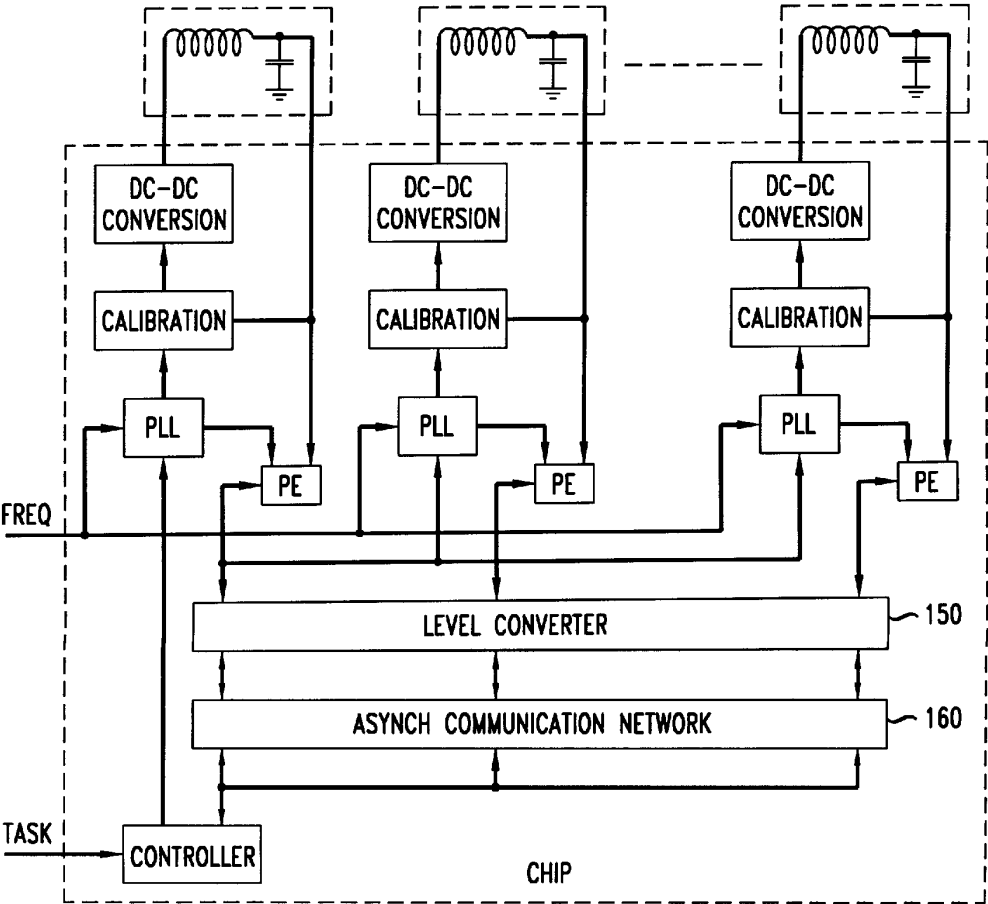 DC-DC
CONVERSION
DC-DC
CONVERSION
DC-DC
CONVERSION
CALIBRATION
CALIBRATION
CALIBRATION
PLL
PLL
PLL
PE
PE
PE
FREQ
LEVEL CONVERTER
150
ASYNCH COMMUNICATION NETWORK
160
TASK
CONTROLLER
CHIP